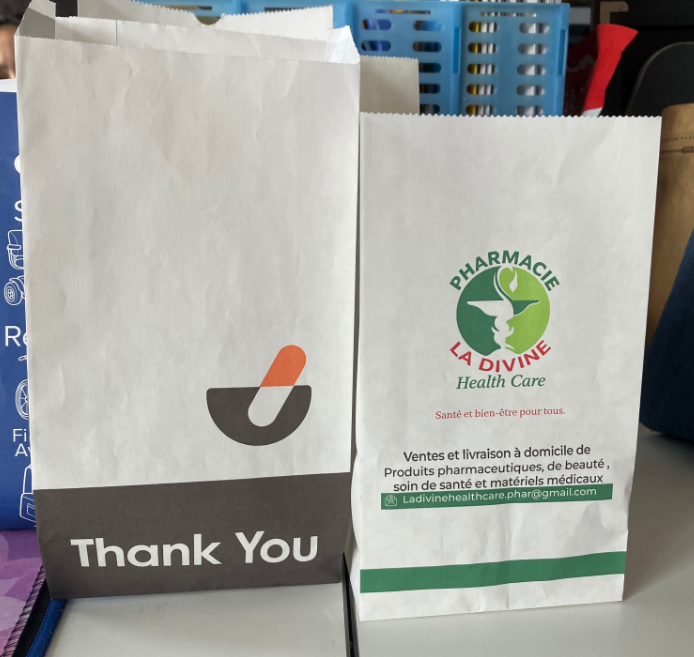 Thank You
PHARMACIE
LA DIVINE
Health Care
Santé et bien-être pour tous.
Ventes et livraison à domicile de
Produits pharmaceutiques, de beauté ,
soin de santé et matériels médicaux
Ladivinehealthcare.phar@gmail.com